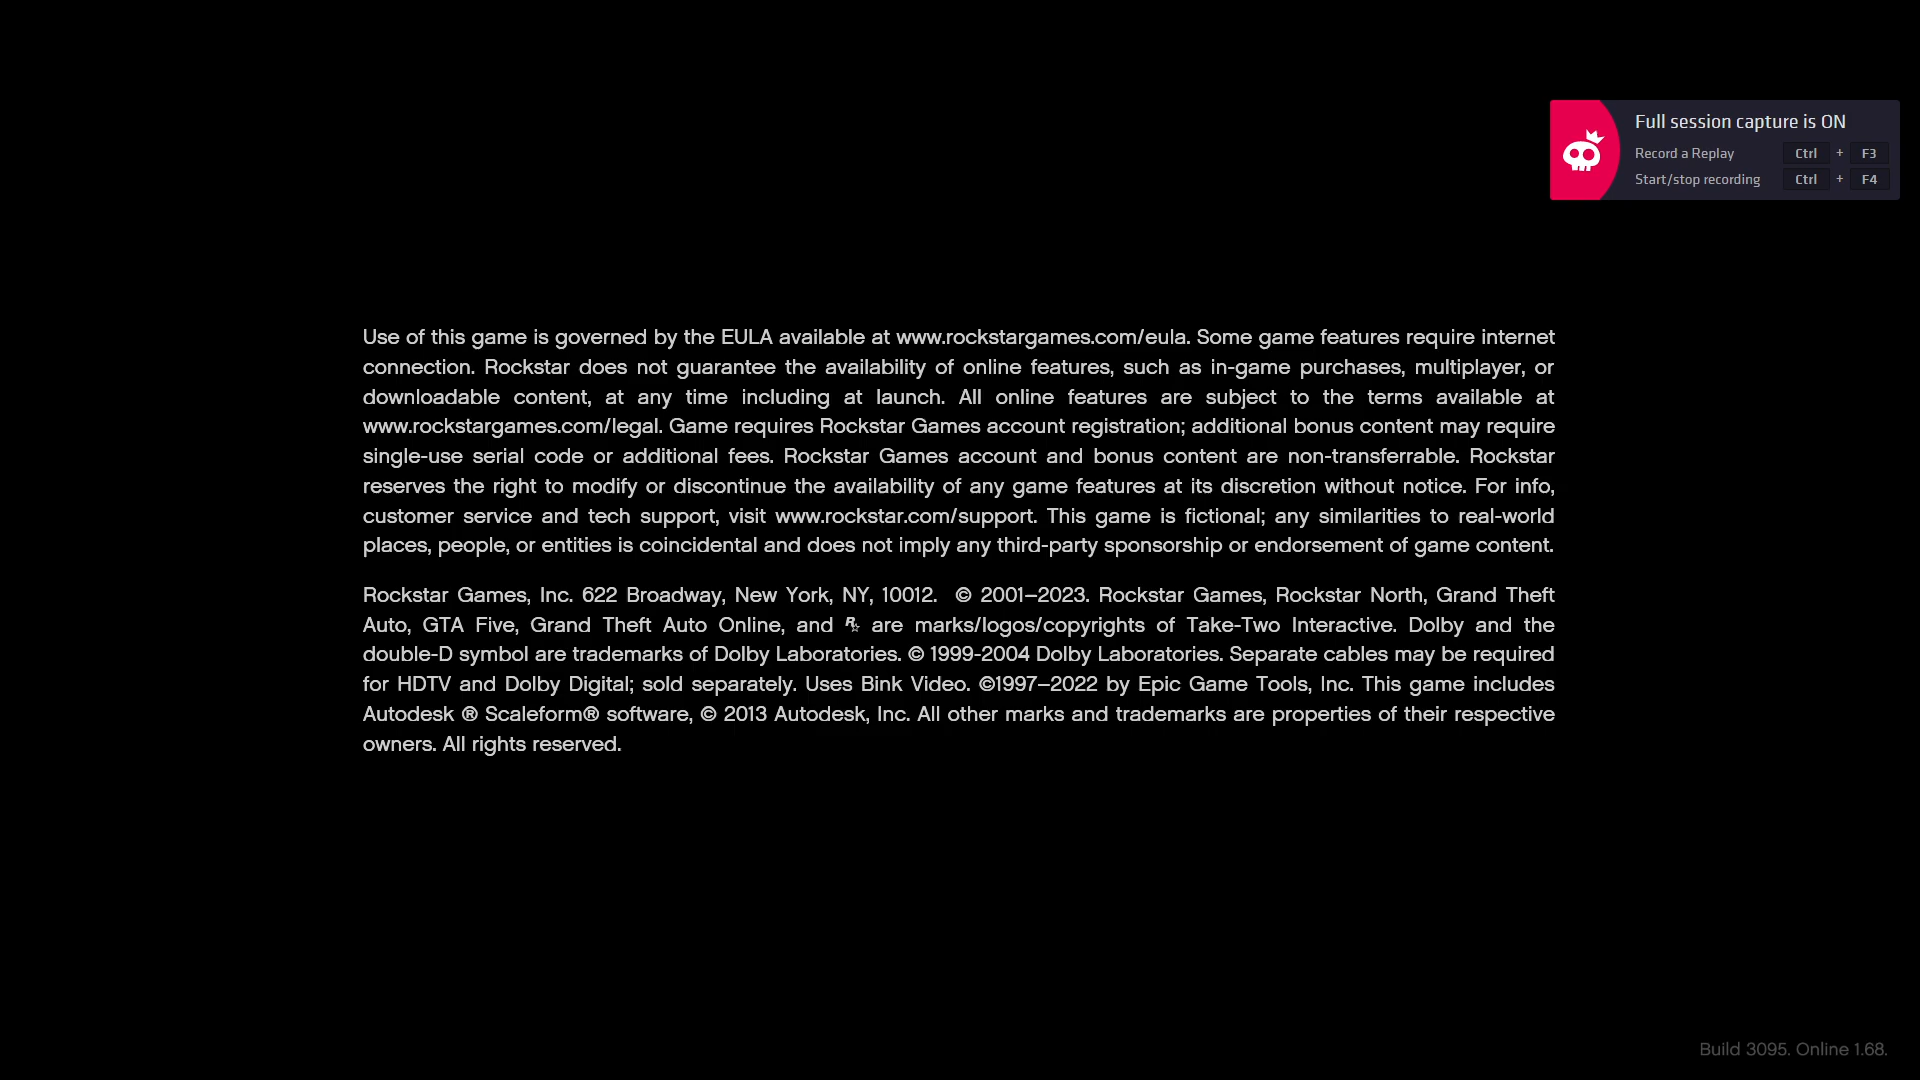 Full session capture is ON
Record a Replay Ctrl + F3
Start/stop recording Ctrl + F4
Use of this game is governed by the EULA available at www.rockstargames.com/eula. Some game features require internet
connection. Rockstar does not guarantee the availability of online features, such as in-game purchases, multiplayer, or
downloadable content, at any time including at launch. All online features are subject to the terms available at
www.rockstargames.com/legal. Game requires Rockstar Games account registration; additional bonus content may require
single-use serial code or additional fees. Rockstar Games account and bonus content are non-transferrable. Rockstar
reserves the right to modify or discontinue the availability of any game features at its discretion without notice. For info,
customer service and tech support, visit www.rockstar.com/support. This game is fictional; any similarities to real-world
places, people, or entities is coincidental and does not imply any third-party sponsorship or endorsement of game content.
Rockstar Games, Inc. 622 Broadway, New York, NY, 10012. © 2001–2023. Rockstar Games, Rockstar North, Grand Theft
Auto, GTA Five, Grand Theft Auto Online, and R* are marks/logos/copyrights of Take-Two Interactive. Dolby and the
double-D symbol are trademarks of Dolby Laboratories. © 1999-2004 Dolby Laboratories. Separate cables may be required
for HDTV and Dolby Digital; sold separately. Uses Bink Video. ©1997–2022 by Epic Game Tools, Inc. This game includes
Autodesk ® Scaleform® software, © 2013 Autodesk, Inc. All other marks and trademarks are properties of their respective
owners. All rights reserved.
Build 3095. Online 1.68.